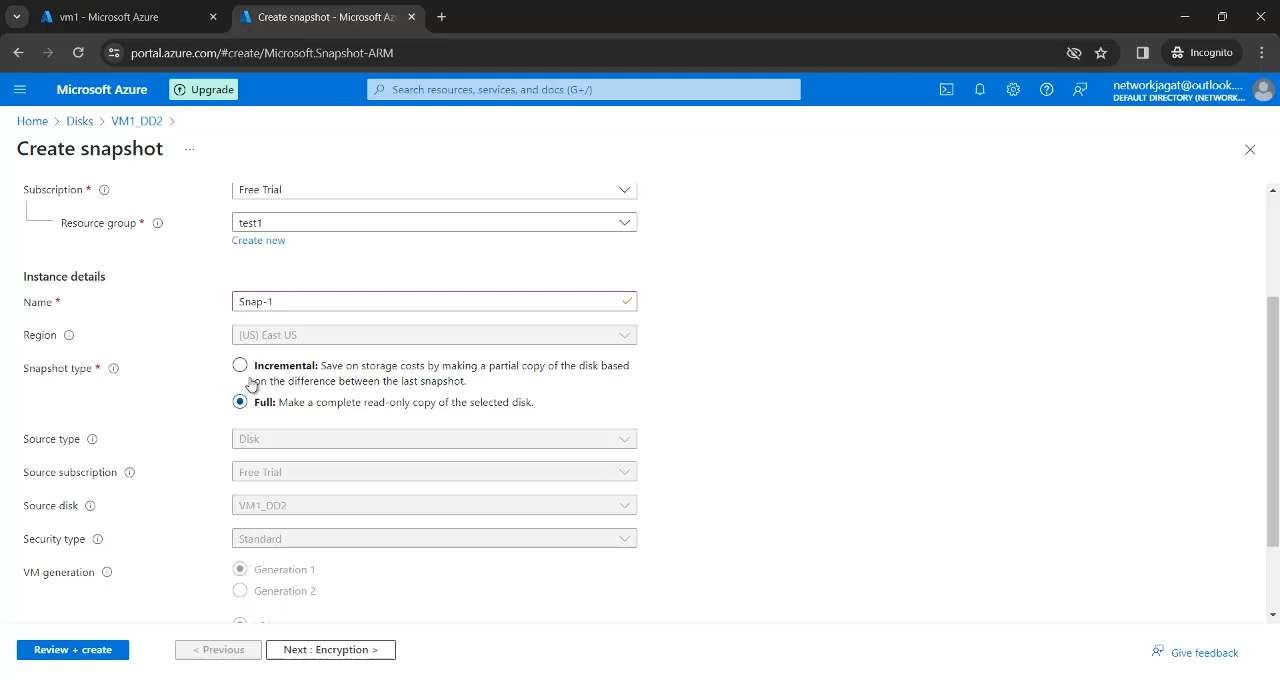 vm1 - Microsoft Azure
Create snapshot - Microsoft Az
portal.azure.com/#create/Microsoft.Snapshot-ARM
Incognito
Microsoft Azure
Upgrade
Search resources, services, and docs (G+/)
networkjagat@outlook....
DEFAULT DIRECTORY (NETWORK...
Home > Disks > VM1_DD2 >
Create snapshot ...
Subscription *
Free Trial
Resource group *
test1
Create new
Instance details
Name *
Snap-1
Region
(US) East US
Snapshot type *
Incremental: Save on storage costs by making a partial copy of the disk based
on the difference between the last snapshot.
Full: Make a complete read-only copy of the selected disk.
Source type
Disk
Source subscription
Free Trial
Source disk
VM1_DD2
Security type
Standard
VM generation
Generation 1
Generation 2
Review + create
< Previous
Next : Encryption >
Give feedback